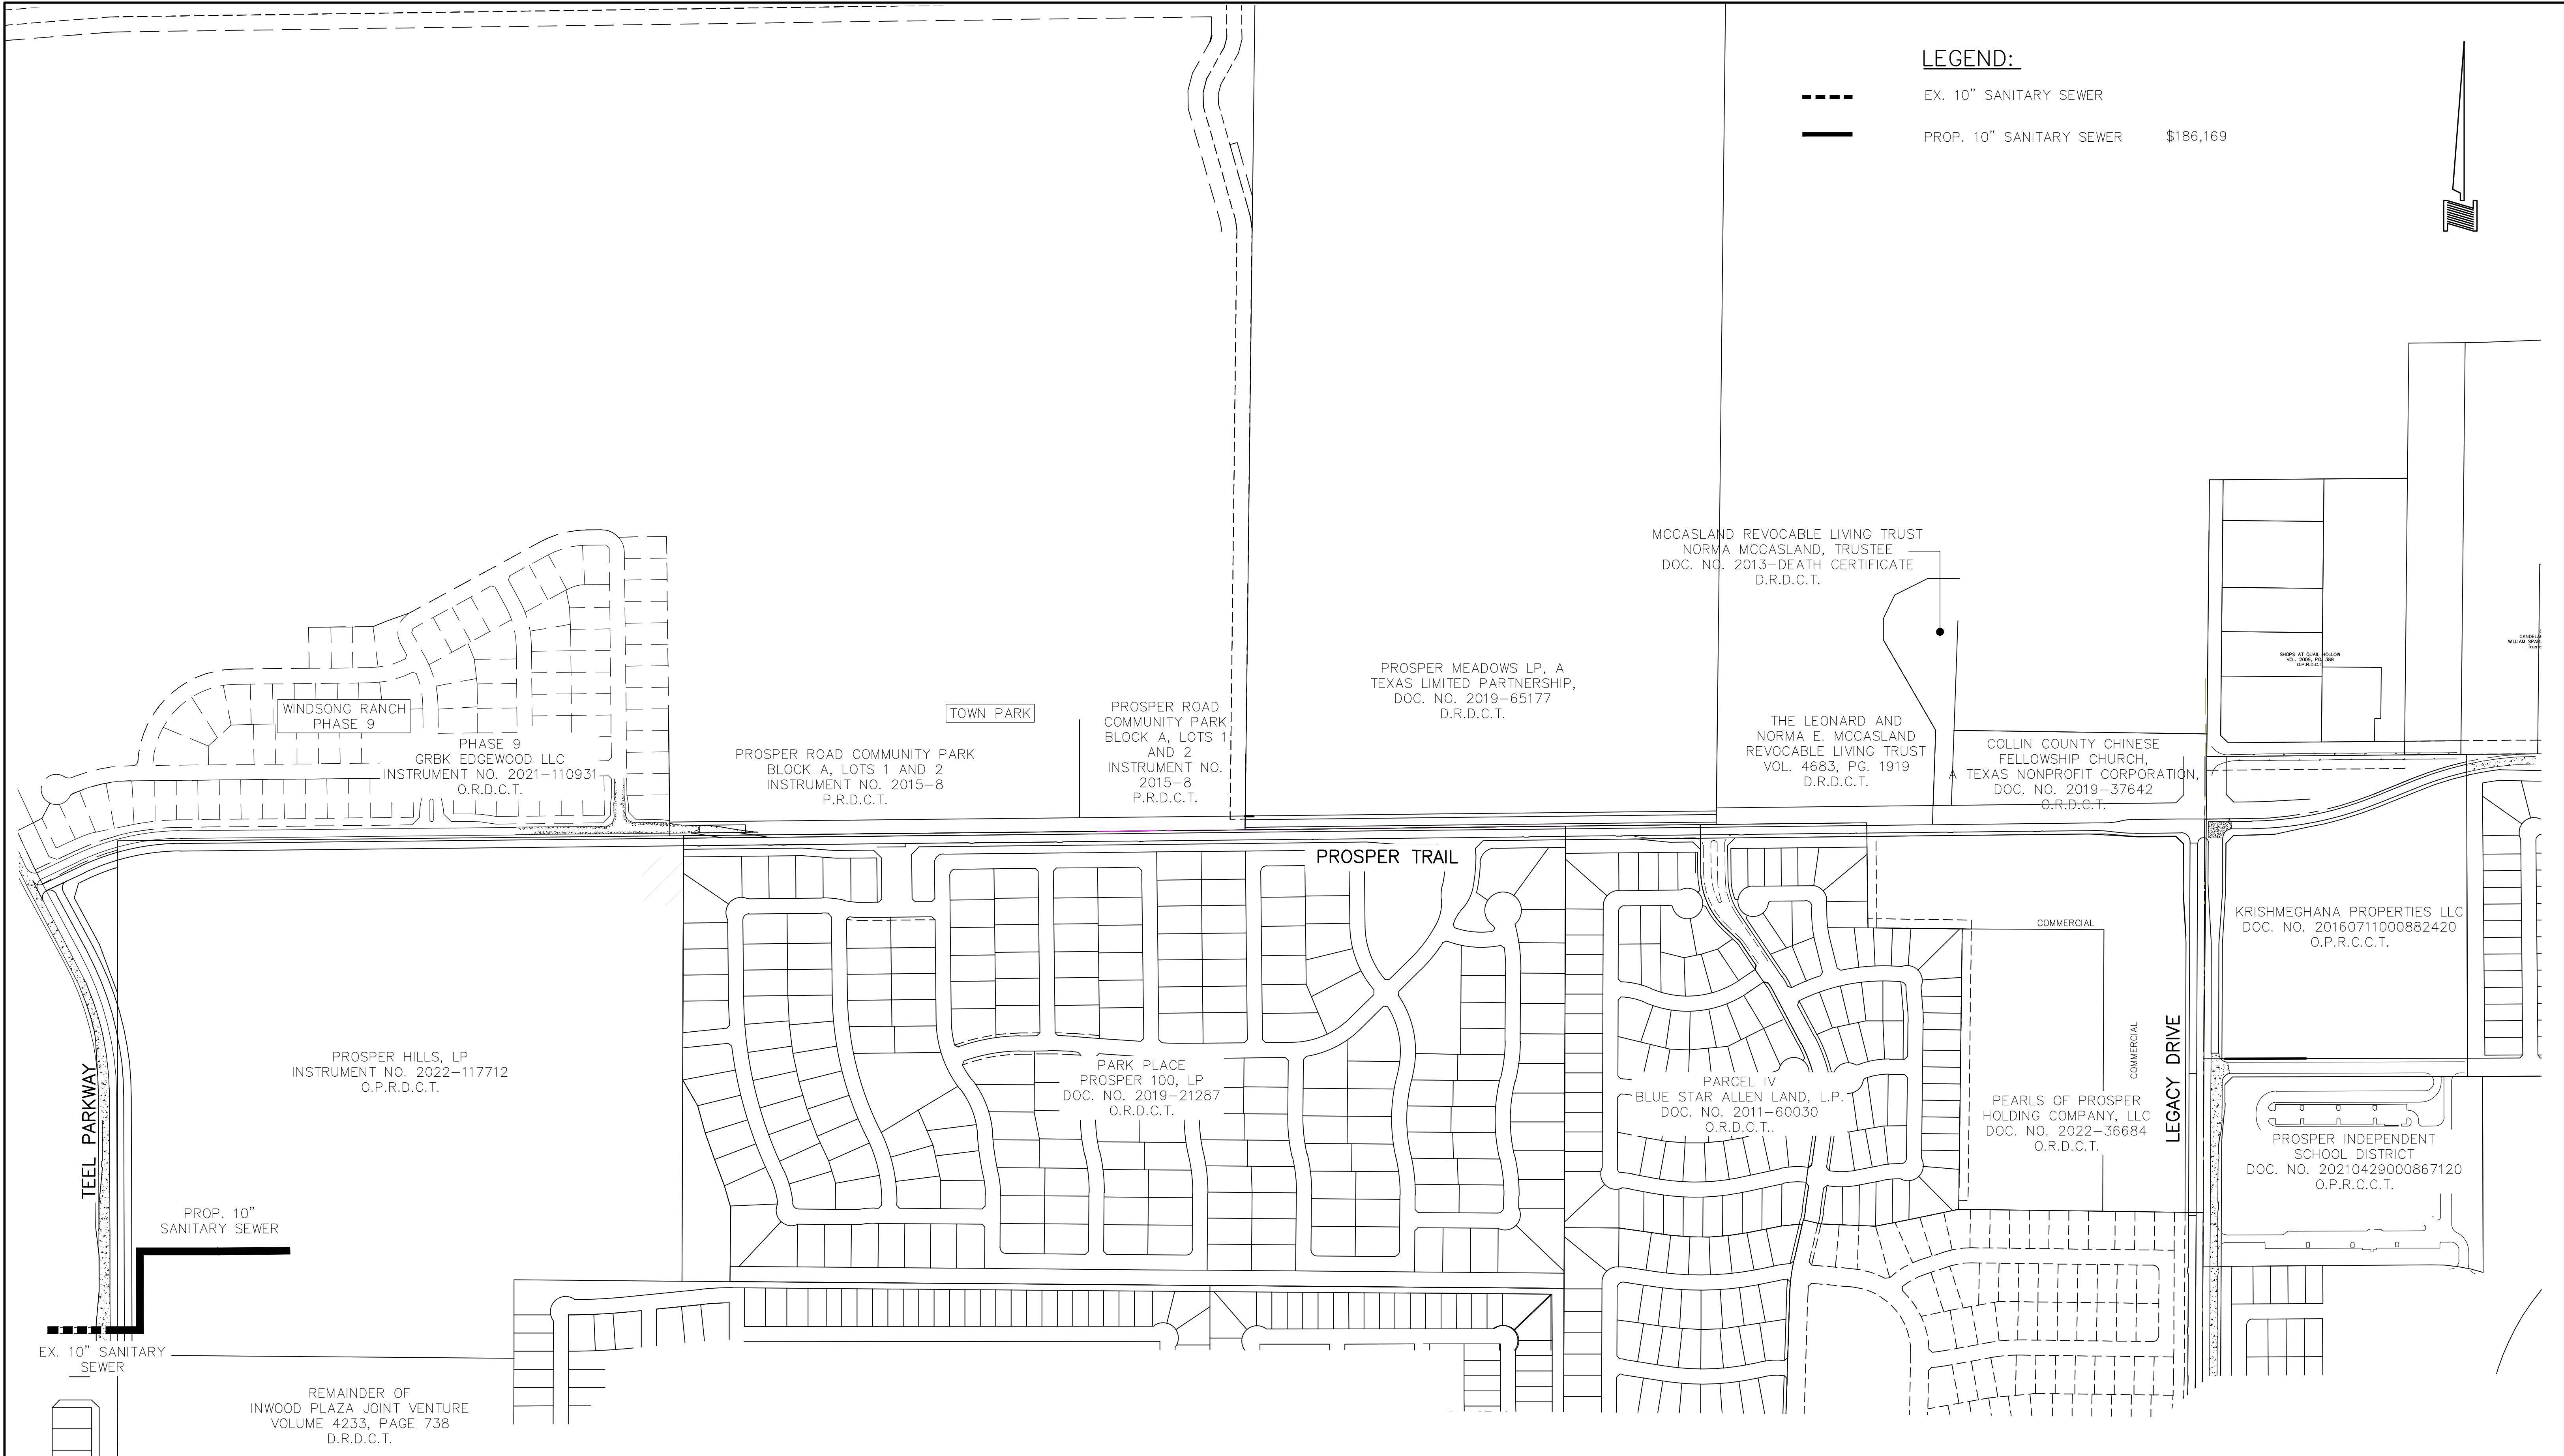 LEGEND:
EX. 10" SANITARY SEWER
PROP. 10" SANITARY SEWER $186,169
MCCASLAND REVOCABLE LIVING TRUST
NORMA MCCASLAND, TRUSTEE
DOC. NO. 2013-DEATH CERTIFICATE
D.R.D.C.T.
SHOPS AT QUAIL HOLLOW
VOL. 2009, PG. 388
O.P.R.D.C.T.
WINDSONG RANCH
PHASE 9
PHASE 9
GRBK EDGEWOOD LLC
INSTRUMENT NO. 2021-110931
O.R.D.C.T.
TOWN PARK
PROSPER ROAD COMMUNITY PARK
BLOCK A, LOTS 1 AND 2
INSTRUMENT NO. 2015-8
P.R.D.C.T.
PROSPER ROAD
COMMUNITY PARK
BLOCK A, LOTS 1
AND 2
INSTRUMENT NO.
2015-8
P.R.D.C.T.
PROSPER MEADOWS LP, A
TEXAS LIMITED PARTNERSHIP,
DOC. NO. 2019-65177
D.R.D.C.T.
THE LEONARD AND
NORMA E. MCCASLAND
REVOCABLE LIVING TRUST
VOL. 4683, PG. 1919
D.R.D.C.T.
COLLIN COUNTY CHINESE
FELLOWSHIP CHURCH,
A TEXAS NONPROFIT CORPORATION,
DOC. NO. 2019-37642
O.R.D.C.T.
PROSPER TRAIL
TEEL PARKWAY
PROSPER HILLS, LP
INSTRUMENT NO. 2022-117712
O.P.R.D.C.T.
PARK PLACE
PROSPER 100, LP
DOC. NO. 2019-21287
O.R.D.C.T.
PARCEL IV
BLUE STAR ALLEN LAND, L.P.
DOC. NO. 2011-60030
O.R.D.C.T..
COMMERCIAL
COMMERCIAL
PEARLS OF PROSPER
HOLDING COMPANY, LLC
DOC. NO. 2022-36684
O.R.D.C.T.
LEGACY DRIVE
KRISHMEGHANA PROPERTIES LLC
DOC. NO. 20160711000882420
O.P.R.C.C.T.
PROSPER INDEPENDENT
SCHOOL DISTRICT
DOC. NO. 20210429000867120
O.P.R.C.C.T.
PROP. 10"
SANITARY SEWER
EX. 10" SANITARY
SEWER
REMAINDER OF
INWOOD PLAZA JOINT VENTURE
VOLUME 4233, PAGE 738
D.R.D.C.T.